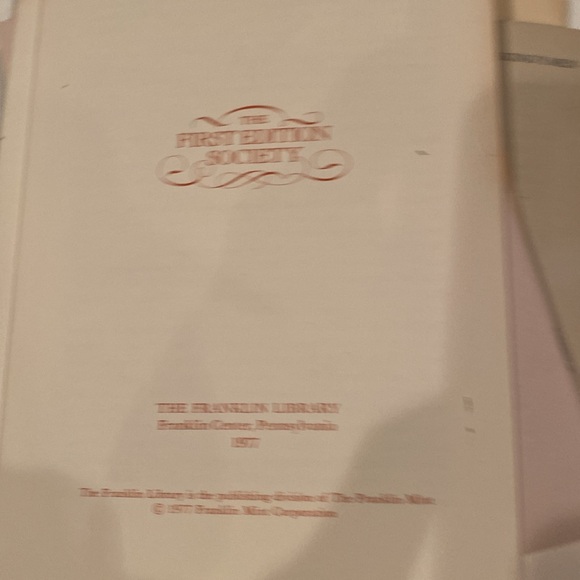 THE
FIRST EDITION
SOCIETY
THE FRANKLIN LIBRARY
Franklin Center, Pennsylvania
1977
The Franklin Library is the publishing division of The Franklin Mint
© 1977 Franklin Mint Corporation